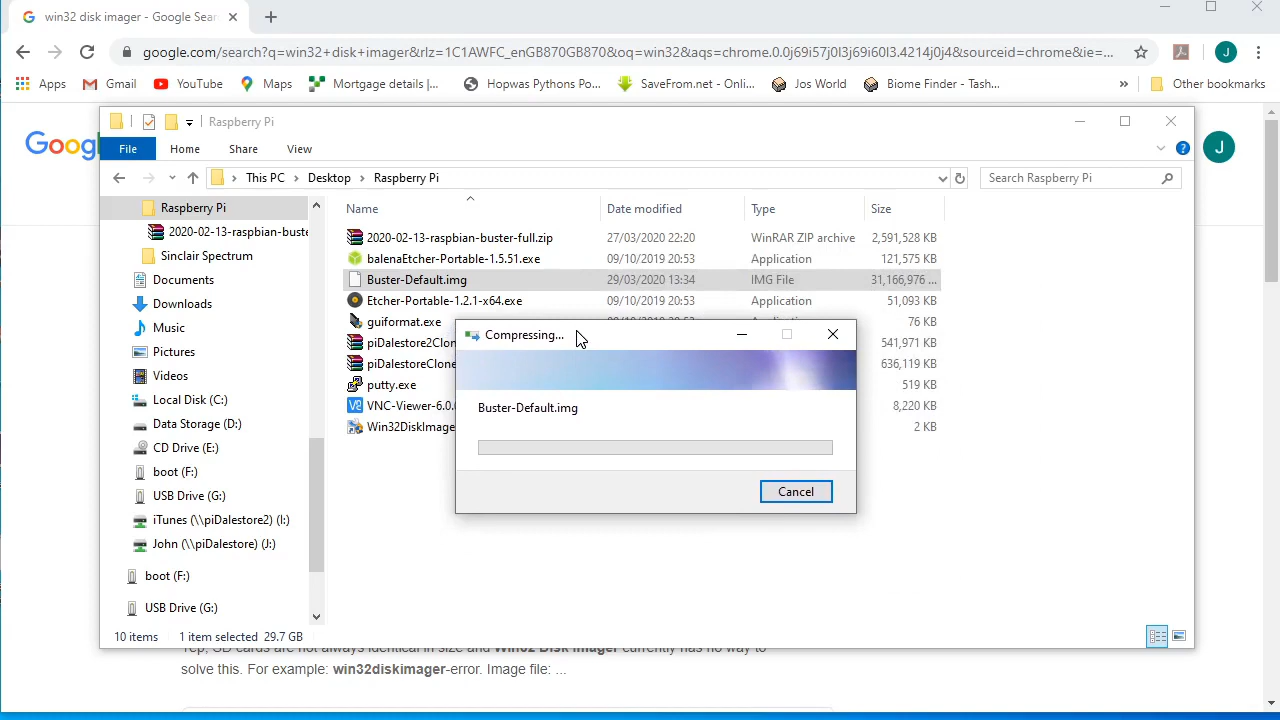 win32 disk imager - Google Sear
google.com/search?q=win32+disk+imager&rlz=1C1AWFC_enGB870GB870&oq=win32&aqs=chrome.0.0j69i57j0l3j69i60l3.4214j0j4&sourceid=chrome&ie=...
J
Apps
Gmail
YouTube
Maps
Mortgage details |...
Hopwas Pythons Po...
SaveFrom.net - Onlin...
Jos World
Biome Finder - Tash...
»
Other bookmarks
Raspberry Pi
Goog
J
File
Home
Share
View
This PC > Desktop > Raspberry Pi
Search Raspberry Pi
Raspberry Pi
2020-02-13-raspbian-buste
Sinclair Spectrum
Documents
Downloads
Music
Pictures
Videos
Local Disk (C:)
Data Storage (D:)
CD Drive (E:)
boot (F:)
USB Drive (G:)
iTunes (\\piDalestore2) (I:)
John (\\piDalestore) (J:)
boot (F:)
USB Drive (G:)
Name Date modified Type Size
2020-02-13-raspbian-buster-full.zip 27/03/2020 22:20 WinRAR ZIP archive 2,591,528 KB
balenaEtcher-Portable-1.5.51.exe 09/10/2019 20:53 Application 121,575 KB
Buster-Default.img 29/03/2020 13:34 IMG File 31,166,976 ...
Etcher-Portable-1.2.1-x64.exe 09/10/2019 20:53 Application 51,093 KB
guiformat.exe 76 KB
piDalestore2Clon 541,971 KB
piDalestoreClone 636,119 KB
putty.exe 519 KB
VNC-Viewer-6.0. 8,220 KB
Win32DiskImage 2 KB
Compressing...
Buster-Default.img
Cancel
10 items
1 item selected 29.7 GB
solve this. For example: win32diskimager-error. Image file: ...